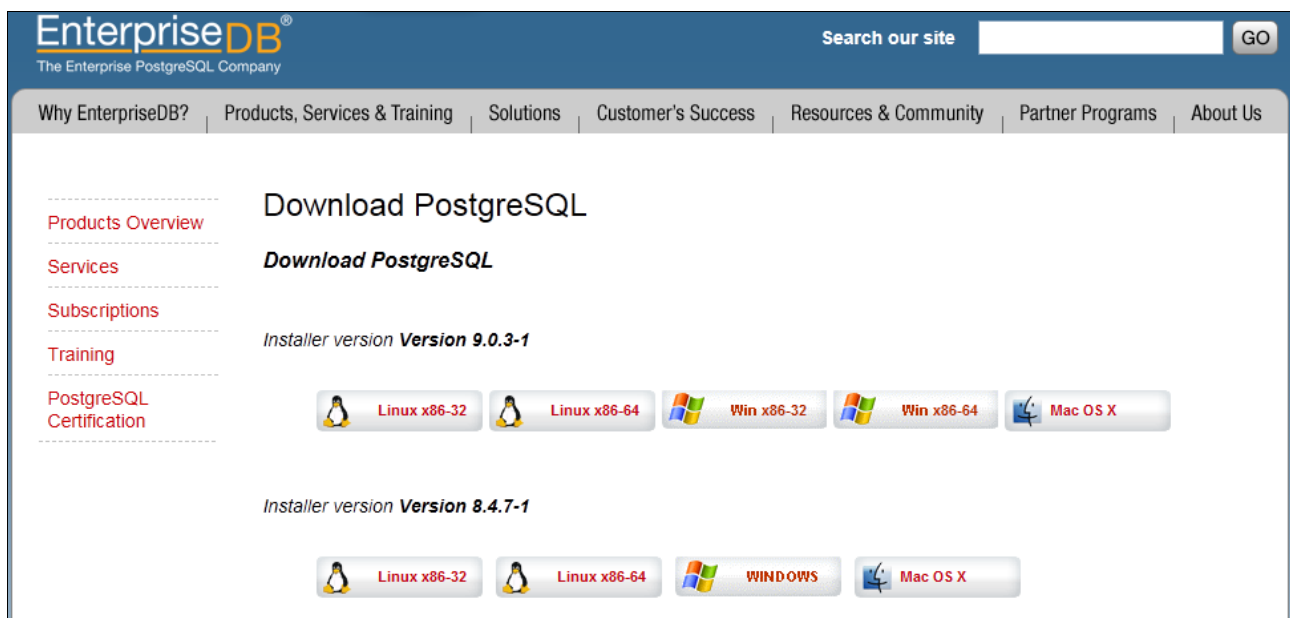 EnterpriseDB®
The Enterprise PostgreSQL Company
Search our site GO
Why EnterpriseDB? Products, Services & Training Solutions Customer's Success Resources & Community Partner Programs About Us
Products Overview
Services
Subscriptions
Training
PostgreSQL
Certification
Download PostgreSQL
Download PostgreSQL
Installer version Version 9.0.3-1
Linux x86-32 Linux x86-64 Win x86-32 Win x86-64 Mac OS X
Installer version Version 8.4.7-1
Linux x86-32 Linux x86-64 WINDOWS Mac OS X